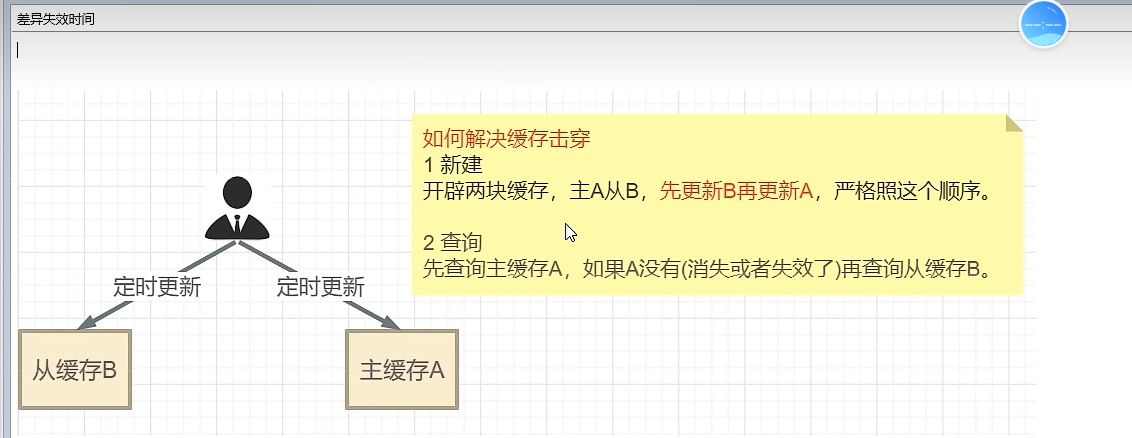 差异失效时间
如何解决缓存击穿
1 新建
开辟两块缓存，主A从B，先更新B再更新A，严格照这个顺序。
2 查询
先查询主缓存A，如果A没有(消失或者失效了)再查询从缓存B。
定时更新
定时更新
从缓存B
主缓存A